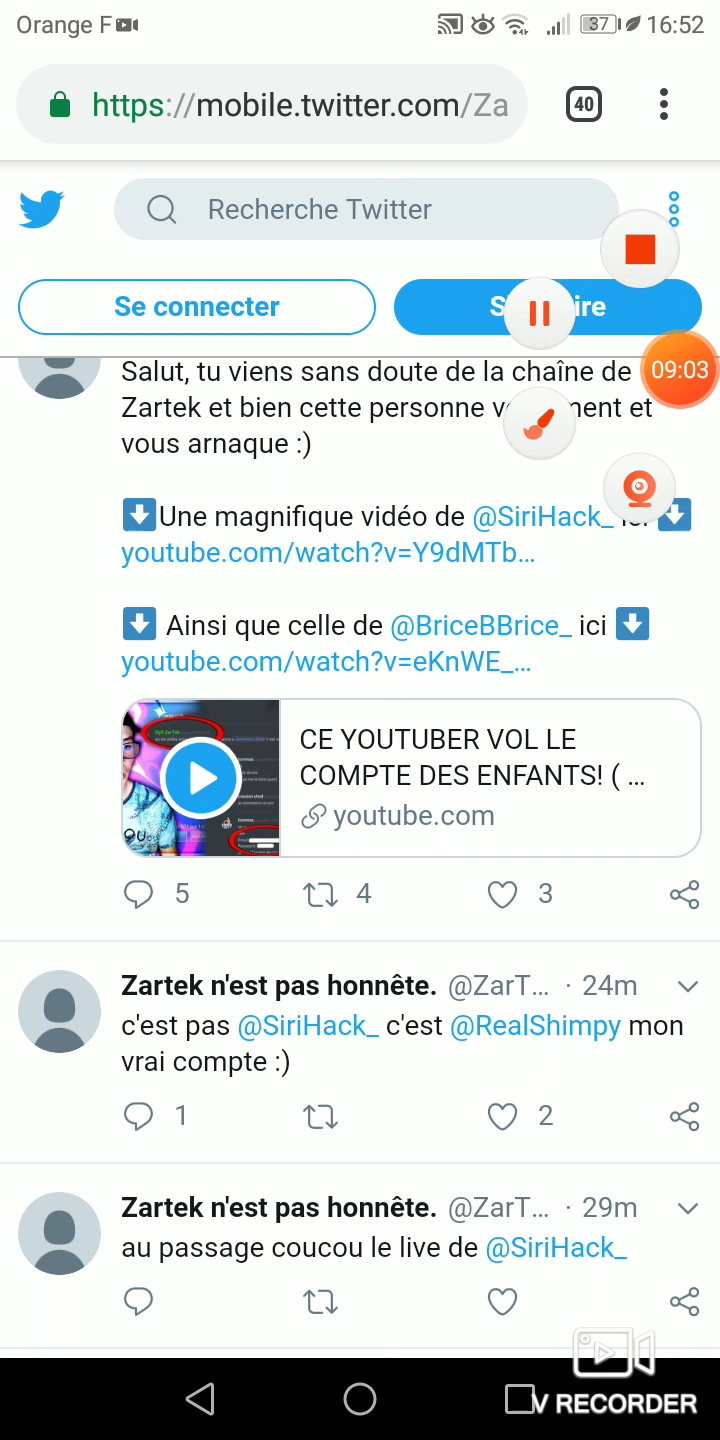 Orange F
37
16:52
https://mobile.twitter.com/Za
40
Recherche Twitter
Se connecter
Salut, tu viens sans doute de la chaîne de
09:03
Zartek et bien cette personne et
vous arnaque :)
Une magnifique vidéo de @SiriHack_
youtube.com/watch?v=Y9dMTb…
Ainsi que celle de @BriceBBrice_ ici
youtube.com/watch?v=eKnWE_…
CE YOUTUBER VOL LE
COMPTE DES ENFANTS! ( …
youtube.com
5 4 3
Zartek n'est pas honnête. @ZarT… · 24m
c'est pas @SiriHack_ c'est @RealShimpy mon
vrai compte :)
1 2
Zartek n'est pas honnête. @ZarT… · 29m
au passage coucou le live de @SiriHack_
V RECORDER